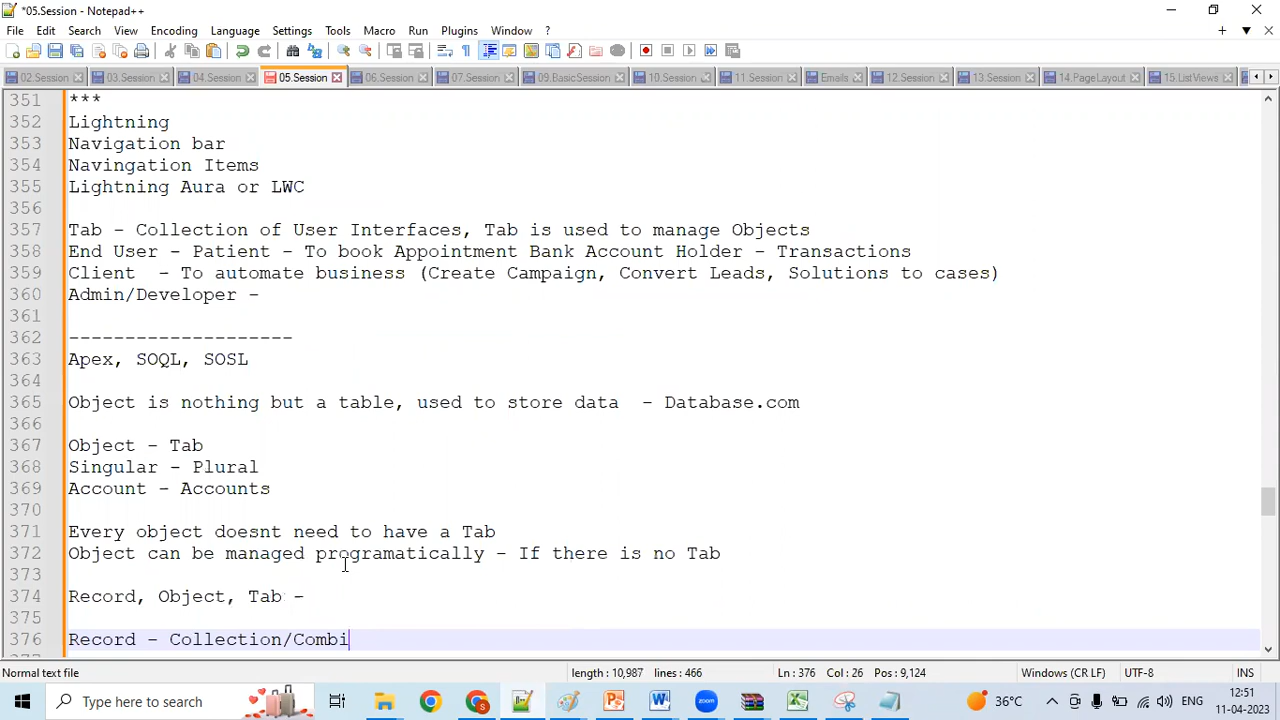 *05.Session - Notepad++
File Edit Search View Encoding Language Settings Tools Macro Run Plugins Window ?
02.Session 03.Session 04.Session 05.Session 06.Session 07.Session 09.BasicSession 10.Session 11.Session Emails 12.Session 13.Session 14.PageLayout 15.ListViews
351 ***
352 Lightning
353 Navigation bar
354 Navingation Items
355 Lightning Aura or LWC
356
357 Tab - Collection of User Interfaces, Tab is used to manage Objects
358 End User - Patient - To book Appointment Bank Account Holder - Transactions
359 Client  - To automate business (Create Campaign, Convert Leads, Solutions to cases)
360 Admin/Developer -
361
362 --------------------
363 Apex, SOQL, SOSL
364
365 Object is nothing but a table, used to store data  - Database.com
366
367 Object - Tab
368 Singular - Plural
369 Account - Accounts
370
371 Every object doesnt need to have a Tab
372 Object can be managed programatically - If there is no Tab
373
374 Record, Object, Tab -
375
376 Record - Collection/Combi
Normal text file length : 10,987 lines : 466 Ln : 376 Col : 26 Pos : 9,124 Windows (CR LF) UTF-8 INS
Type here to search 36°C 12:51
11-04-2023